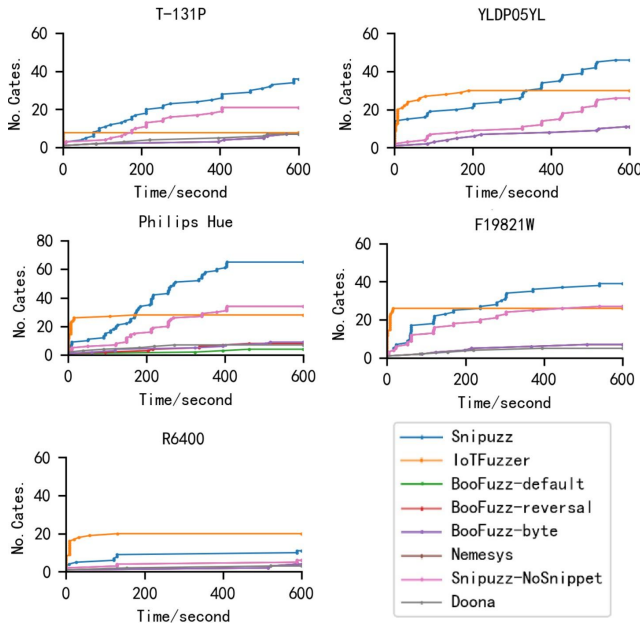 T-131P
No.Cates.
60
40
20
0
0 200 400 600
Time/second
YLDP05YL
No.Cates.
60
40
20
0
0 200 400 600
Time/second
Philips Hue
No.Cates.
80
60
40
20
0
0 200 400 600
Time/second
F19821W
No.Cates.
60
40
20
0
0 200 400 600
Time/second
R6400
No.Cates.
60
40
20
0
0 200 400 600
Time/second
Snipuzz
IoTFuzzer
BooFuzz-default
BooFuzz-reversal
BooFuzz-byte
Nemesys
Snipuzz-NoSnippet
Doona